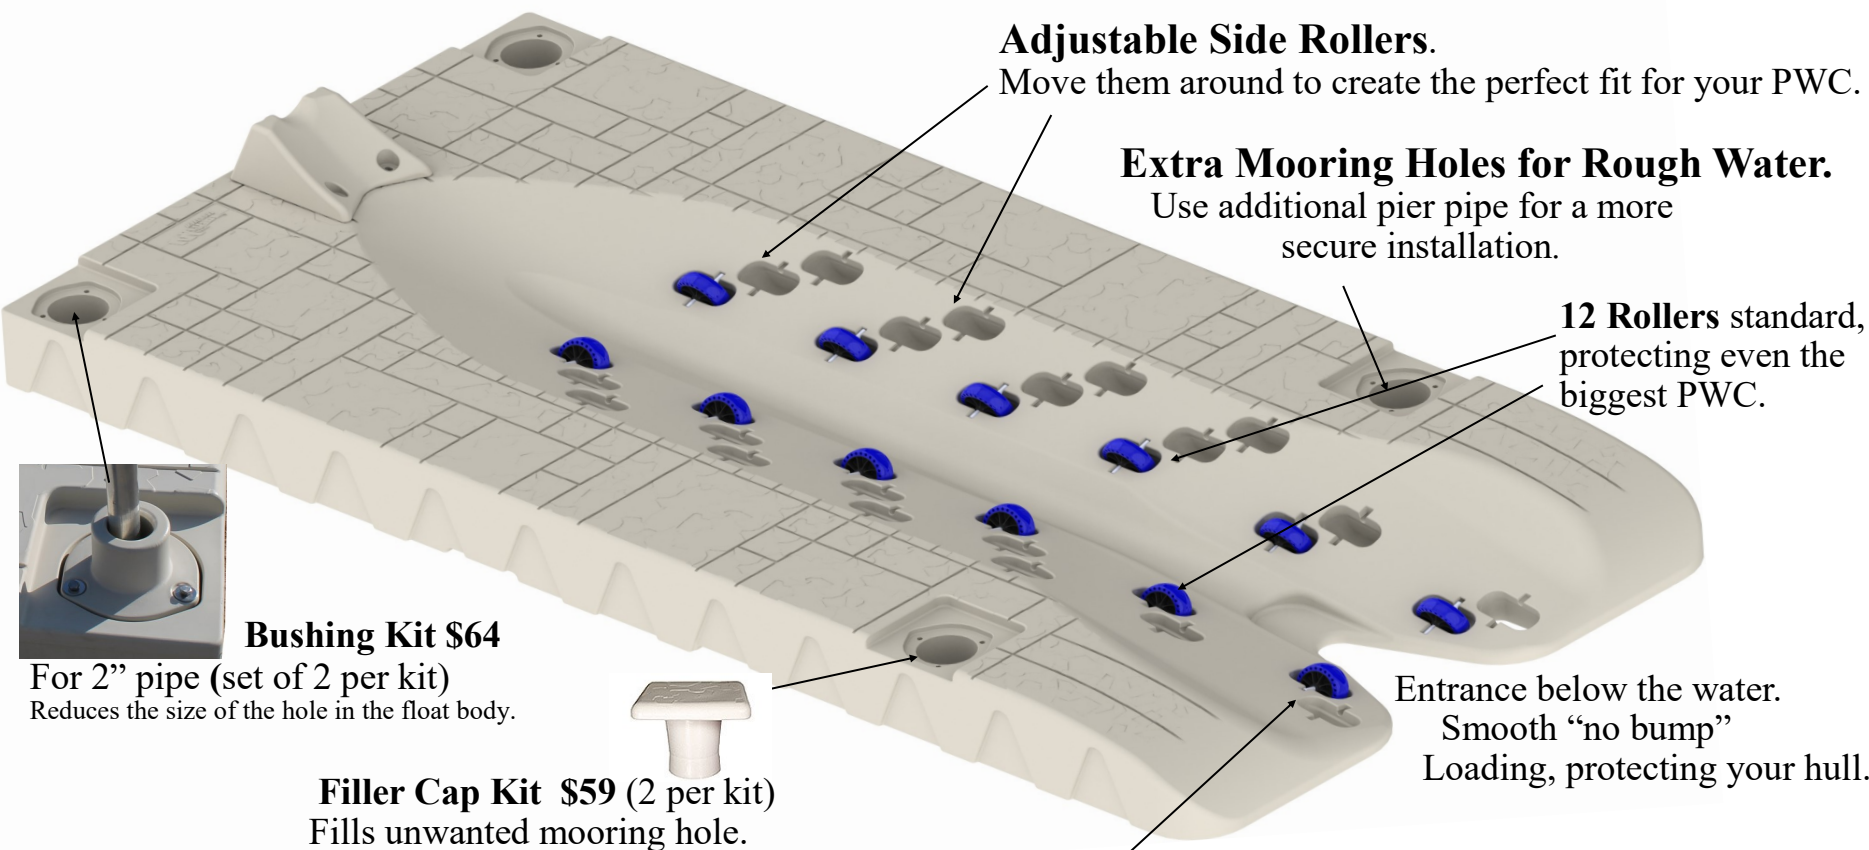 Adjustable Side Rollers.
Move them around to create the perfect fit for your PWC.
Extra Mooring Holes for Rough Water.
Use additional pier pipe for a more
secure installation.
12 Rollers standard,
protecting even the
biggest PWC.
Bushing Kit $64
For 2” pipe (set of 2 per kit)
Reduces the size of the hole in the float body.
Filler Cap Kit $59 (2 per kit)
Fills unwanted mooring hole.
Entrance below the water.
Smooth “no bump”
Loading, protecting your hull.